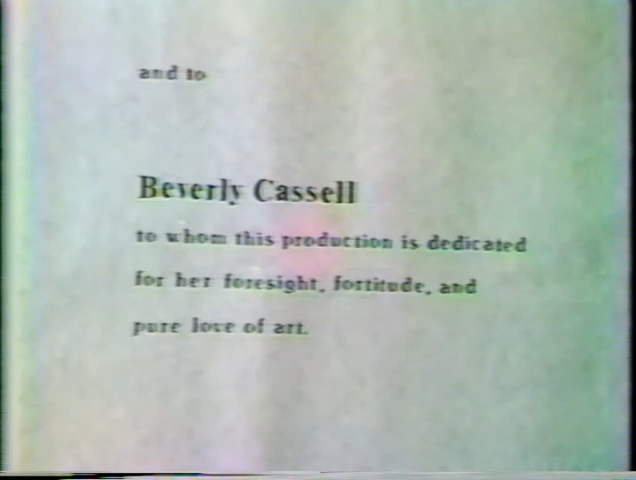 and to
Beverly Cassell
to whom this production is dedicated
for her foresight, fortitude, and
pure love of art.